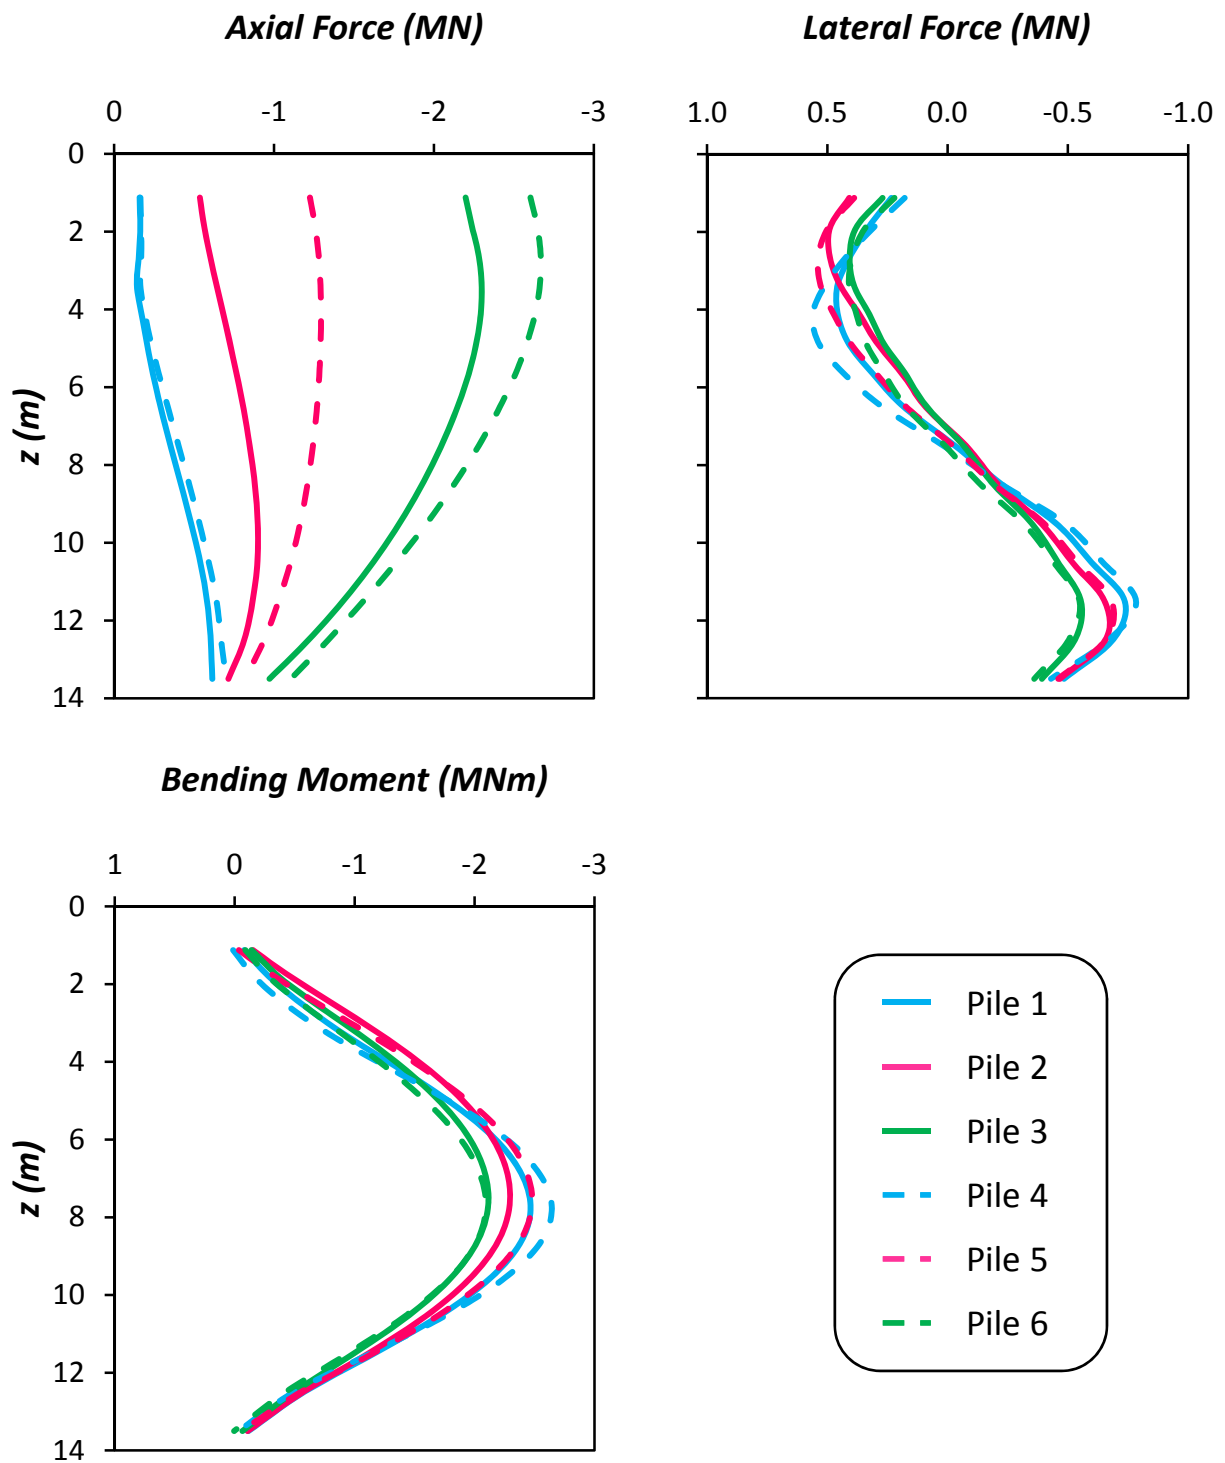 Axial Force (MN)
0 -1 -2 -3
0
2
4
6
8
10
12
14
z (m)
Lateral Force (MN)
1.0 0.5 0.0 -0.5 -1.0
Bending Moment (MNm)
1 0 -1 -2 -3
0
2
4
6
8
10
12
14
z (m)
Pile 1
Pile 2
Pile 3
Pile 4
Pile 5
Pile 6